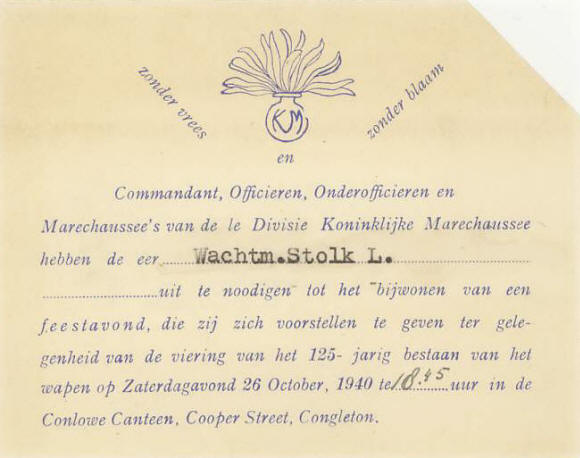 zonder vrees
zonder blaam
KM
en
Commandant, Officieren, Onderofficieren en
Marechaussee's van de 1e Divisie Koninklijke Marechaussee
hebben de eer Wachtm.Stolk L.
uit te noodigen tot het bijwonen van een
feestavond, die zij zich voorstellen te geven ter gele-
genheid van de viering van het 125- jarig bestaan van het
wapen op Zaterdagavond 26 October, 1940 te 18.45 uur in de
Conlowe Canteen, Cooper Street, Congleton.